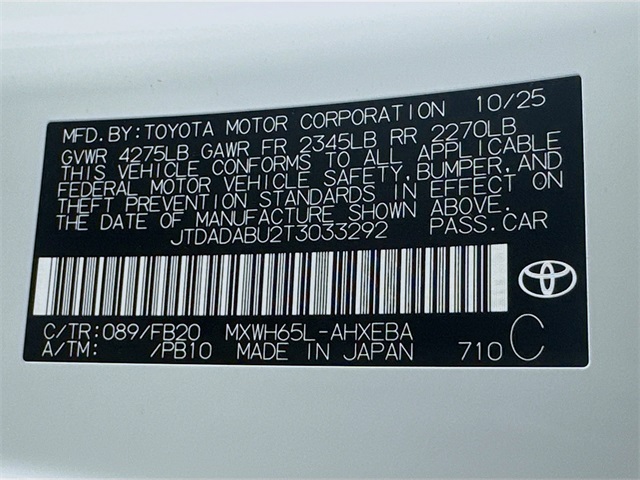 MFD.BY:TOYOTA MOTOR CORPORATION 10/25
GVWR 4275LB GAWR FR 2345LB RR 2270LB
THIS VEHICLE CONFORMS TO ALL APPLICABLE
FEDERAL MOTOR VEHICLE SAFETY,BUMPER,AND
THEFT PREVENTION STANDARDS IN EFFECT ON
THE DATE OF MANUFACTURE SHOWN ABOVE.
JTDADABU2T3033292 PASS.CAR
C/TR:089/FB20 MXWH65L-AHXEBA
A/TM: /PB10 MADE IN JAPAN 710 C